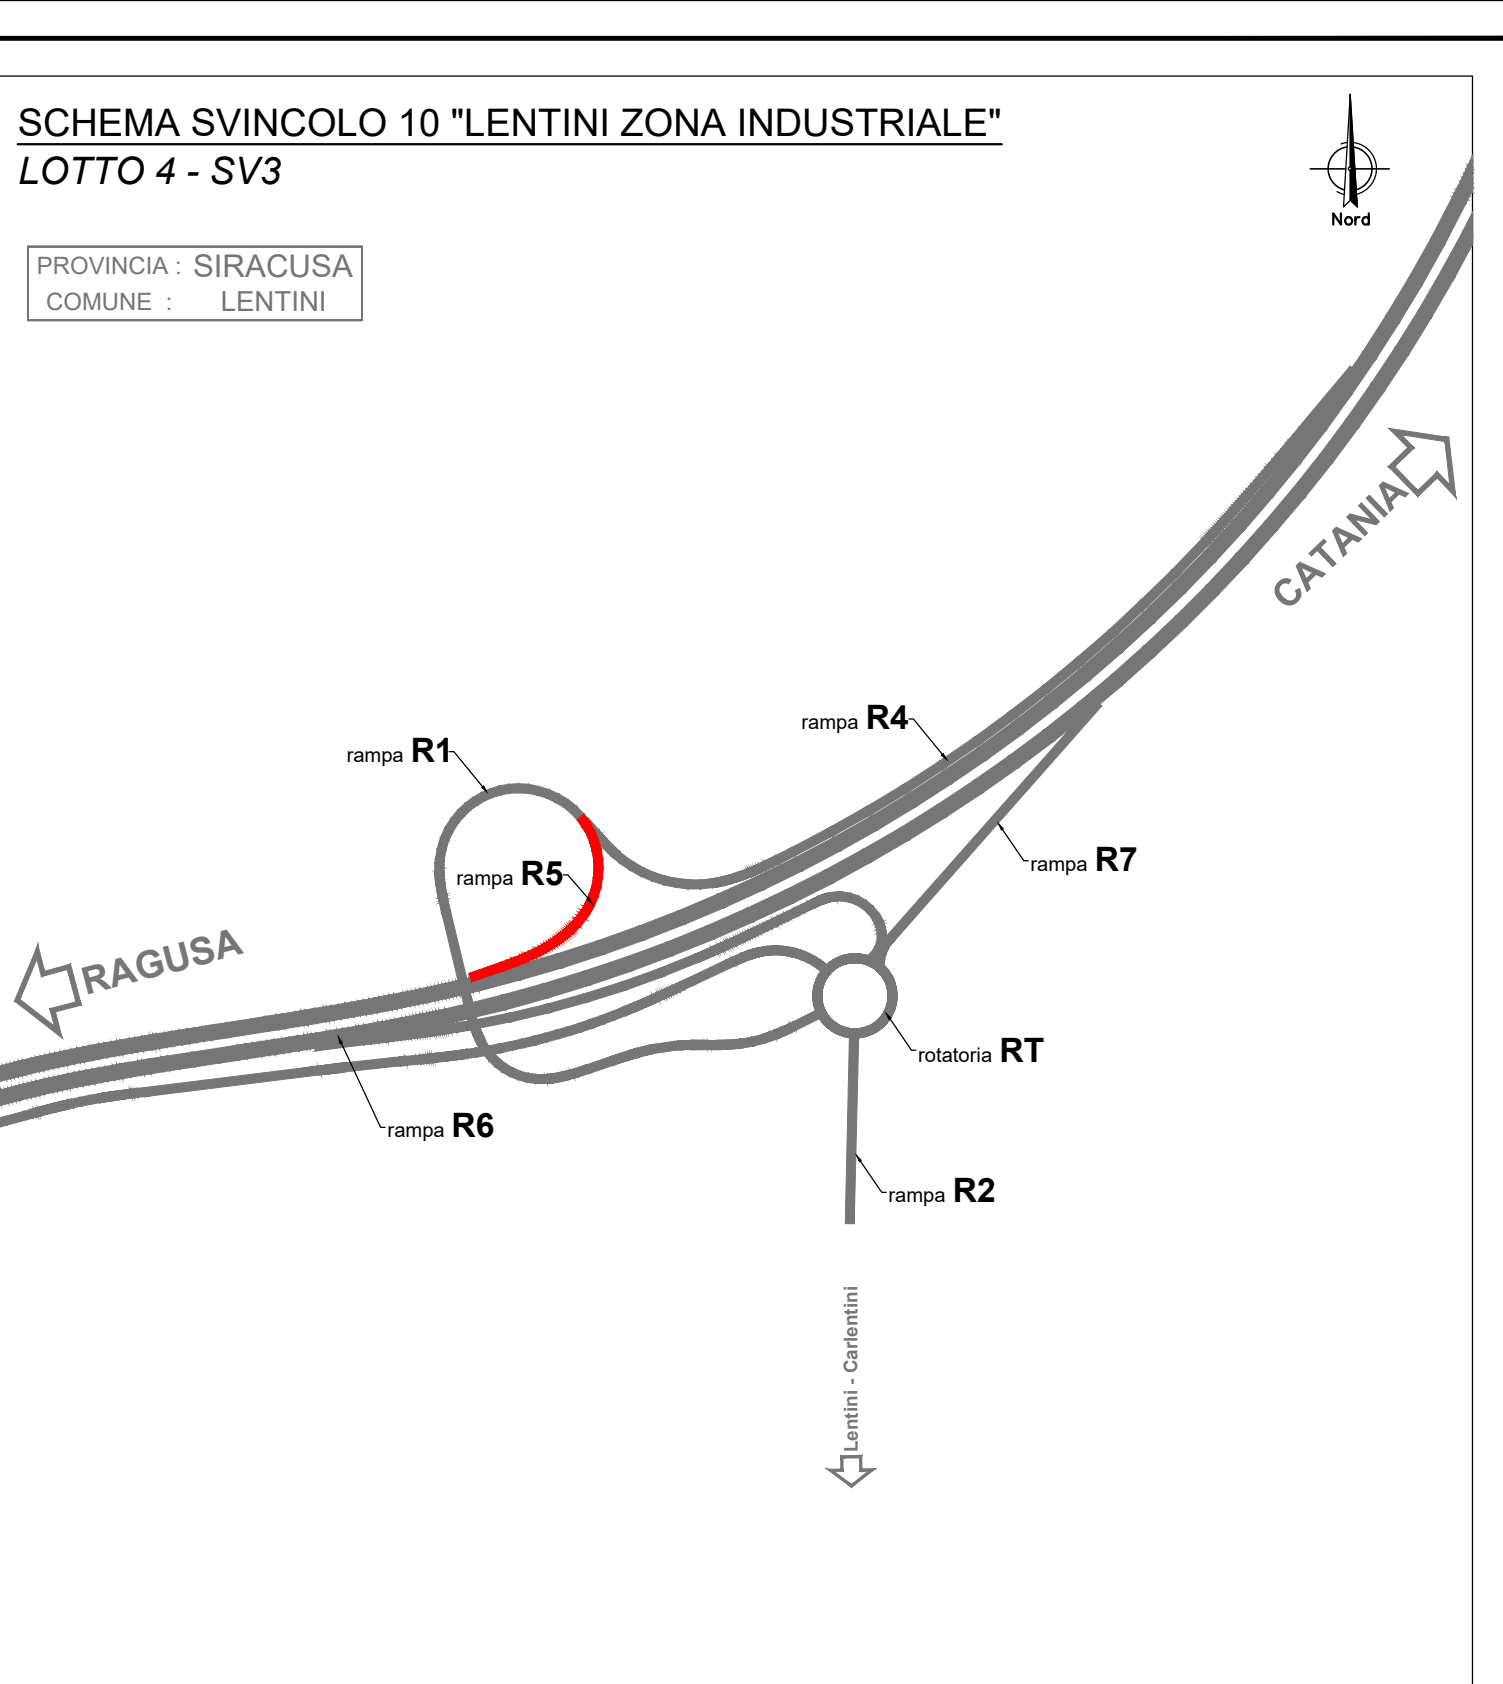 SCHEMA SVINCOLO 10 "LENTINI ZONA INDUSTRIALE"
LOTTO 4 - SV3
Nord
PROVINCIA : SIRACUSA
COMUNE : LENTINI
CATANIA
rampa R4
rampa R1
rampa R7
rampa R5
RAGUSA
rotatoria RT
rampa R6
rampa R2
Lentini - Carlentini